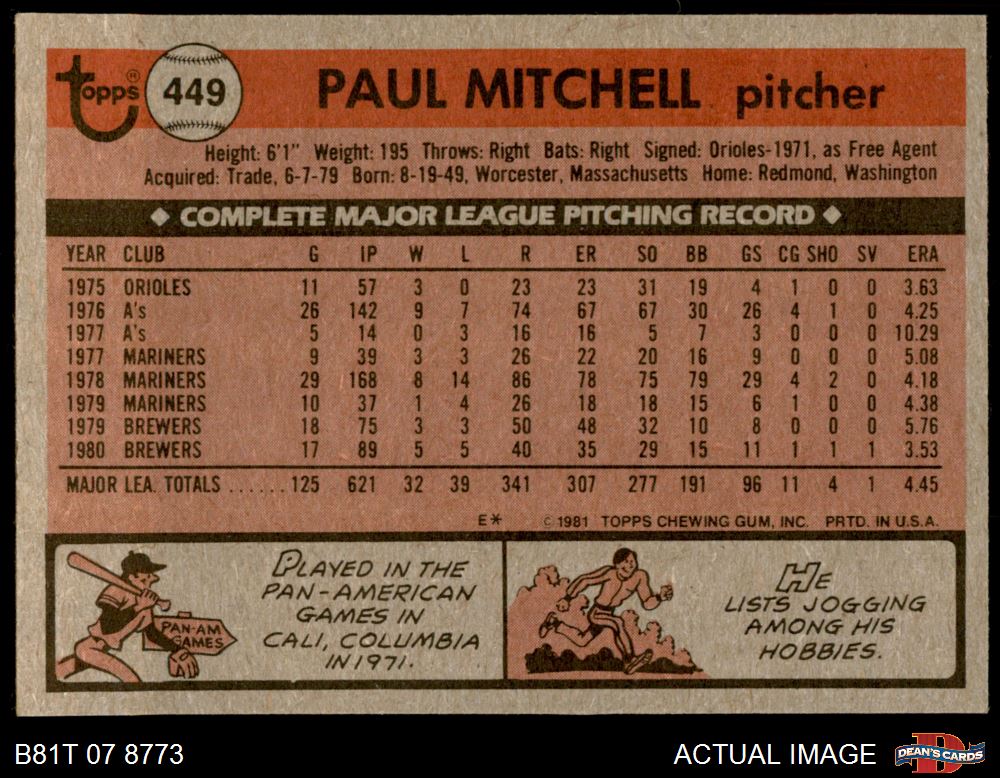 Topps®
449
PAUL MITCHELL pitcher
Height: 6'1" Weight: 195 Throws: Right Bats: Right Signed: Orioles-1971, as Free Agent
Acquired: Trade, 6-7-79 Born: 8-19-49, Worcester, Massachusetts Home: Redmond, Washington
◆ COMPLETE MAJOR LEAGUE PITCHING RECORD ◆
YEAR CLUB G IP W L R ER SO BB GS CG SHO SV ERA
1975 ORIOLES 11 57 3 0 23 23 31 19 4 1 0 0 3.63
1976 A's 26 142 9 7 74 67 67 30 26 4 1 0 4.25
1977 A's 5 14 0 3 16 16 5 7 3 0 0 0 10.29
1977 MARINERS 9 39 3 3 26 22 20 16 9 0 0 0 5.08
1978 MARINERS 29 168 8 14 86 78 75 79 29 4 2 0 4.18
1979 MARINERS 10 37 1 4 26 18 18 15 6 1 0 0 4.38
1979 BREWERS 18 75 3 3 50 48 32 10 8 0 0 0 5.76
1980 BREWERS 17 89 5 5 40 35 29 15 11 1 1 1 3.53
MAJOR LEA. TOTALS ...... 125 621 32 39 341 307 277 191 96 11 4 1 4.45
E* © 1981 TOPPS CHEWING GUM, INC. PRTD. IN U.S.A.
PAN-AM
GAMES
PLAYED IN THE
PAN-AMERICAN
GAMES IN
CALI, COLUMBIA
IN 1971.
HE
LISTS JOGGING
AMONG HIS
HOBBIES.
B81T 07 8773
ACTUAL IMAGE
DEAN'S CARDS